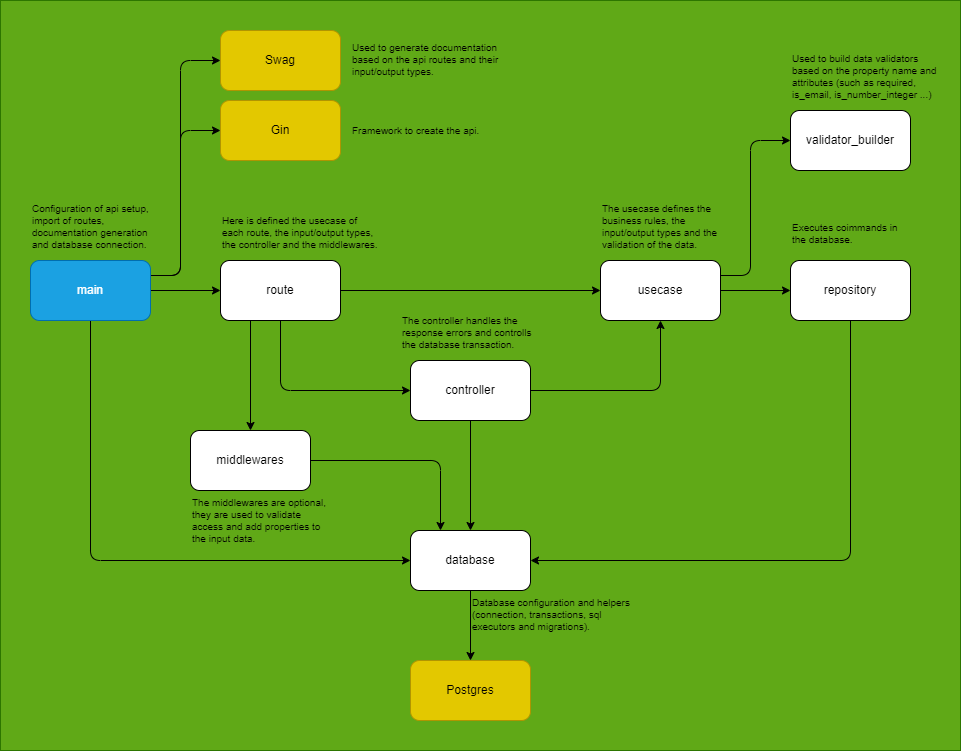 Swag
Used to generate documentation
based on the api routes and their
input/output types.
Used to build data validators
based on the property name and
attributes (such as required,
is_email, is_number_integer ...)
Gin
Framework to create the api.
validator_builder
Configuration of api setup,
import of routes,
documentation generation
and database connection.
Here is defined the usecase of
each route, the input/output types,
the controller and the middlewares.
The usecase defines the
business rules, the
input/output types and the
validation of the data.
Executes coimmands in
the database.
main
route
usecase
repository
The controller handles the
response errors and controlls
the database transaction.
controller
middlewares
The middlewares are optional,
they are used to validate
access and add properties to
the input data.
database
Database configuration and helpers
(connection, transactions, sql
executors and migrations).
Postgres